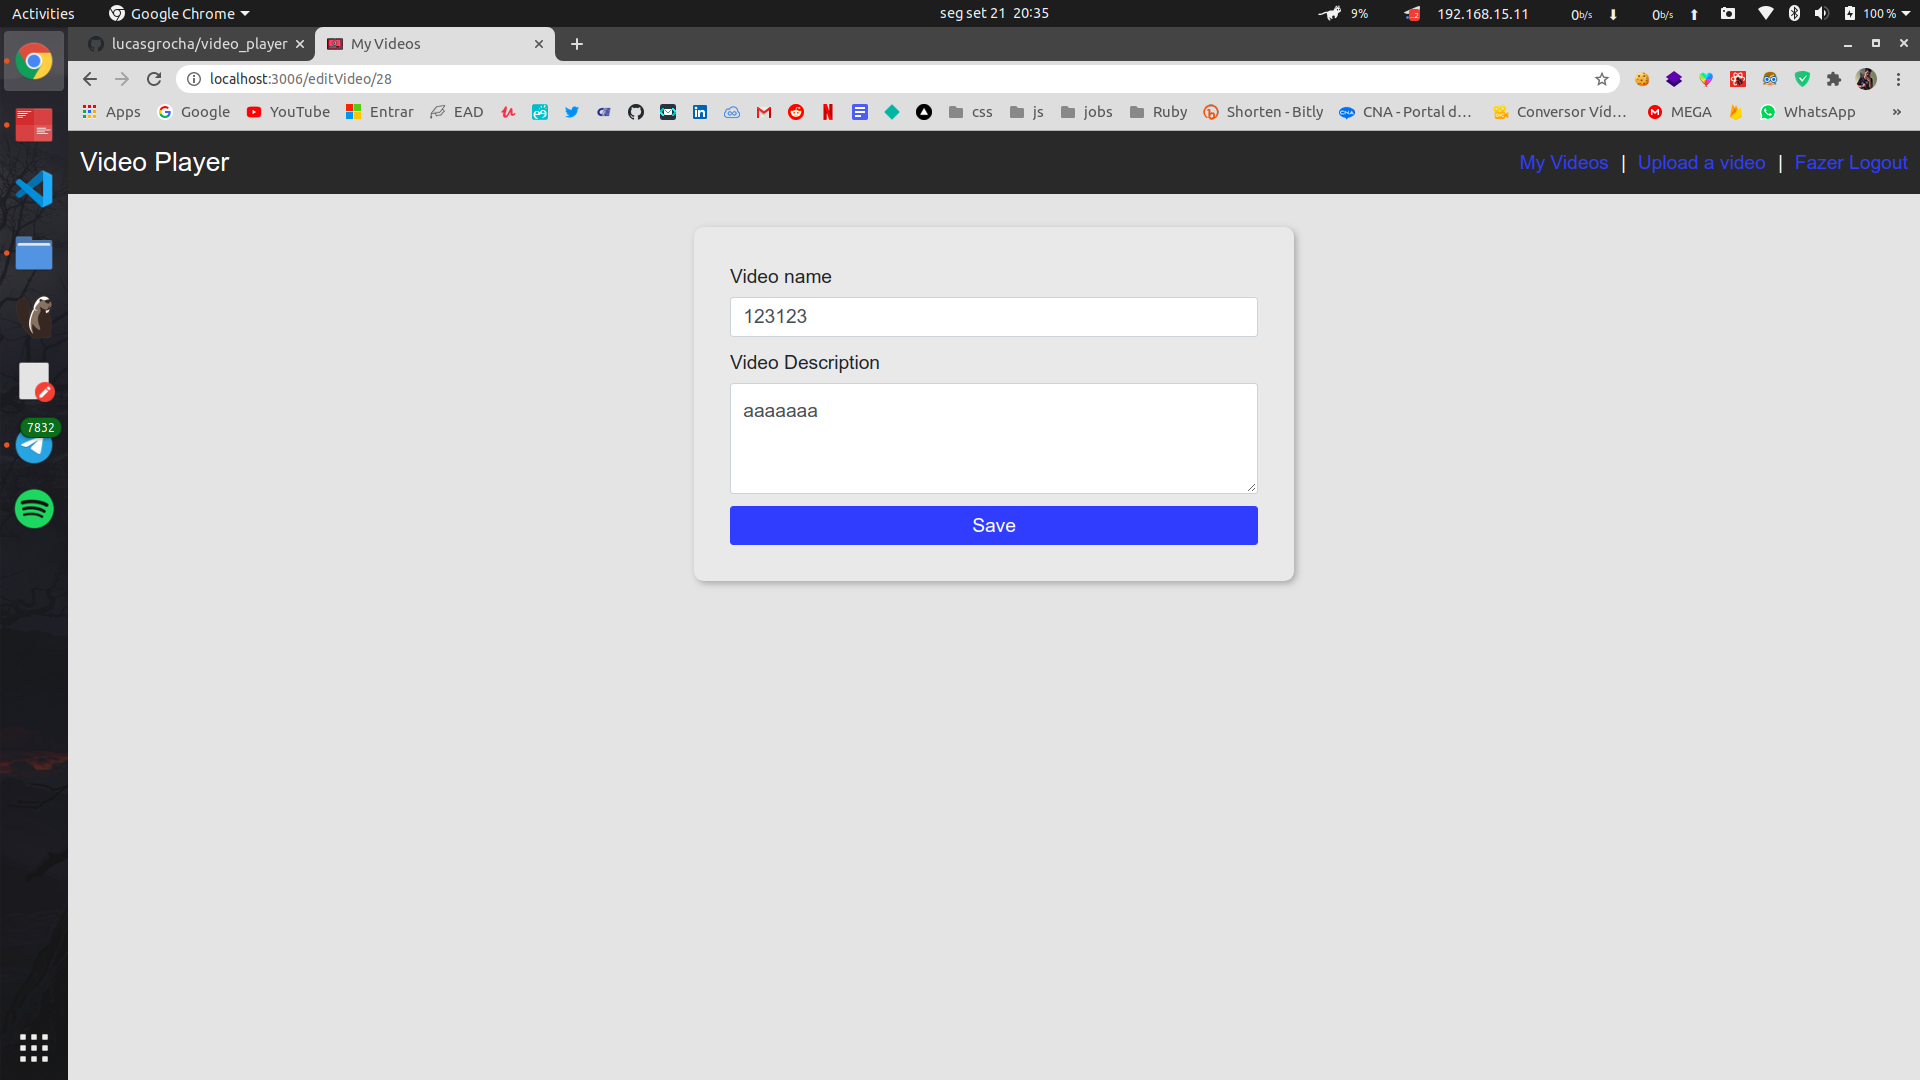 Activities Google Chrome seg set 21 20:35 9% 192.168.15.11 0b/s 0b/s 100 %
lucasgrocha/video_player My Videos
localhost:3006/editVideo/28
Apps Google YouTube Entrar EAD css js jobs Ruby Shorten - Bitly CNA - Portal d... Conversor Víd... MEGA WhatsApp »
Video Player My Videos | Upload a video | Fazer Logout
Video name
123123
Video Description
aaaaaaa
Save
7832